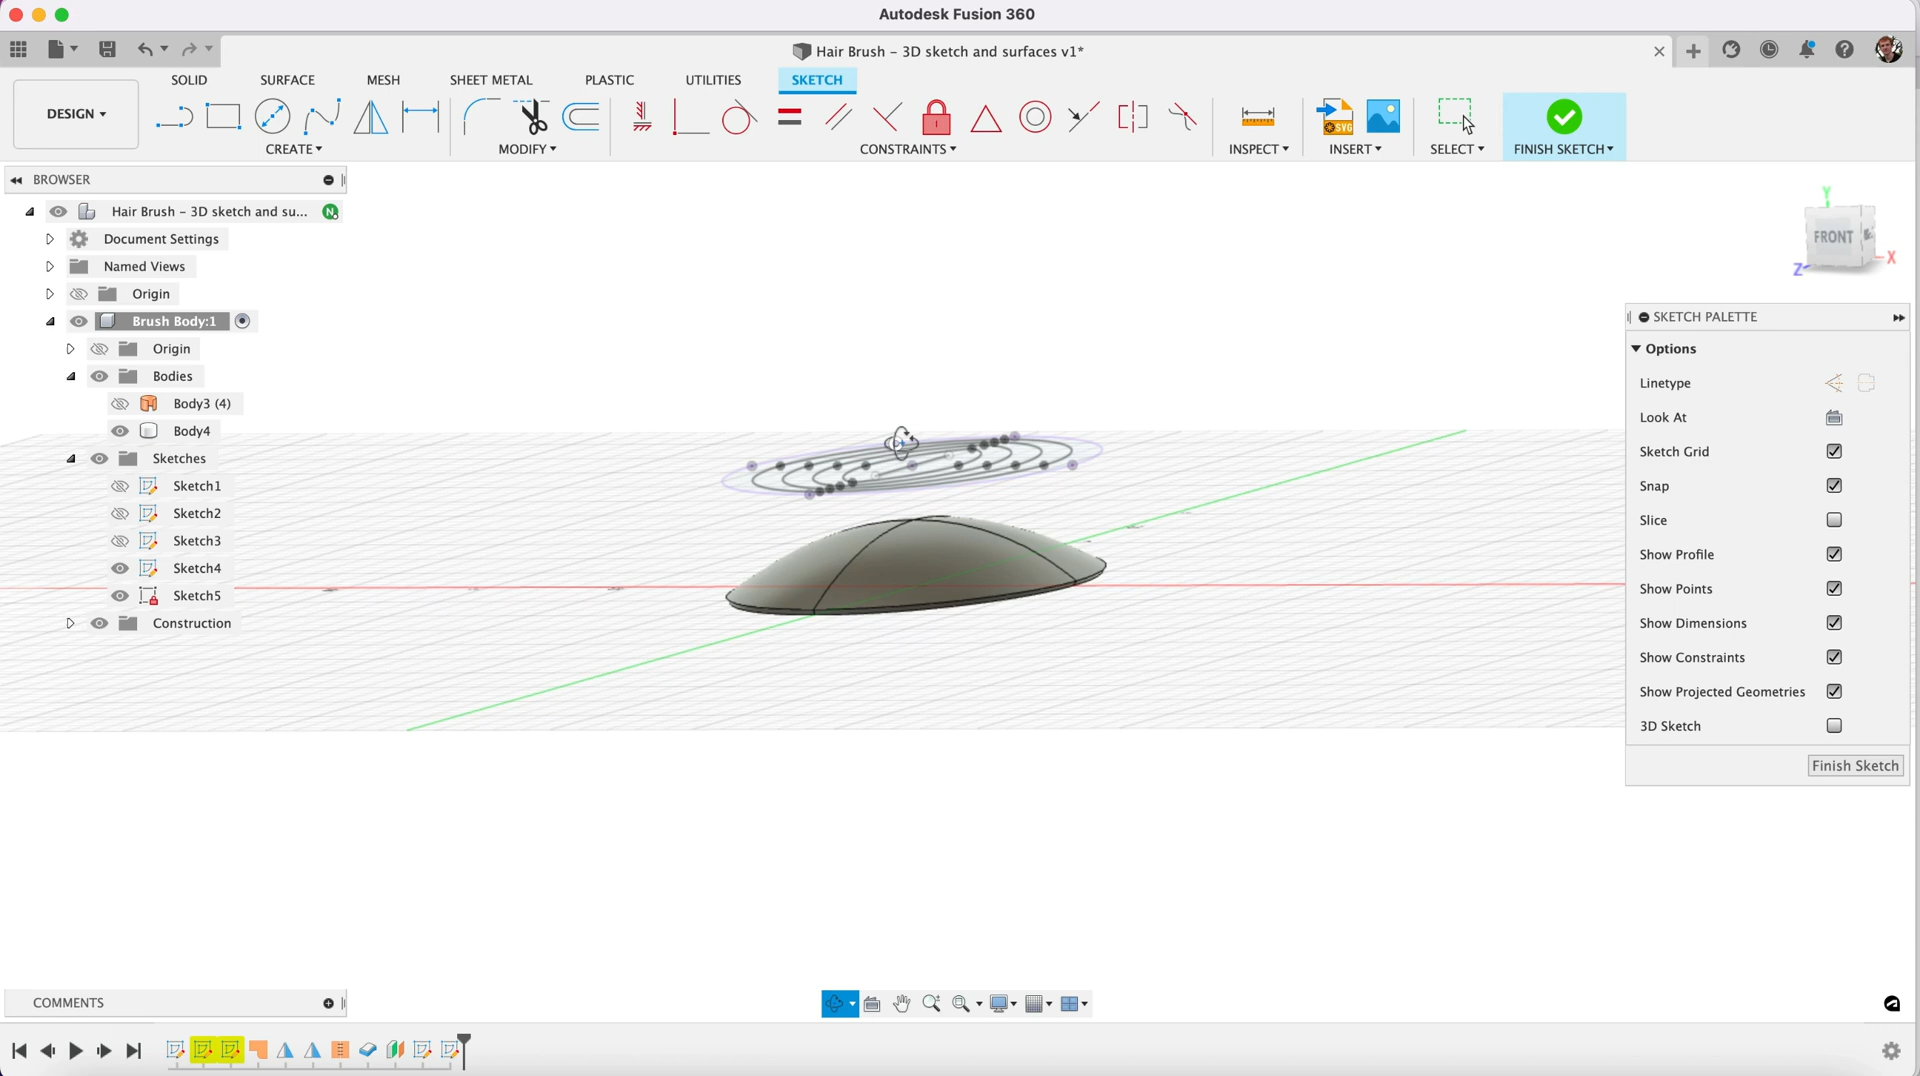 Autodesk Fusion 360
Hair Brush – 3D sketch and surfaces v1*
SOLID
SURFACE
MESH
SHEET METAL
PLASTIC
UTILITIES
SKETCH
DESIGN
CREATE
MODIFY
CONSTRAINTS
INSPECT
INSERT
SELECT
FINISH SKETCH
SVG
BROWSER
Hair Brush – 3D sketch and su...
N
Document Settings
Named Views
Origin
Brush Body:1
Origin
Bodies
Body3 (4)
Body4
Sketches
Sketch1
Sketch2
Sketch3
Sketch4
Sketch5
Construction
Y
FRONT
X
Z
SKETCH PALETTE
Options
Linetype
Look At
Sketch Grid
Snap
Slice
Show Profile
Show Points
Show Dimensions
Show Constraints
Show Projected Geometries
3D Sketch
Finish Sketch
COMMENTS